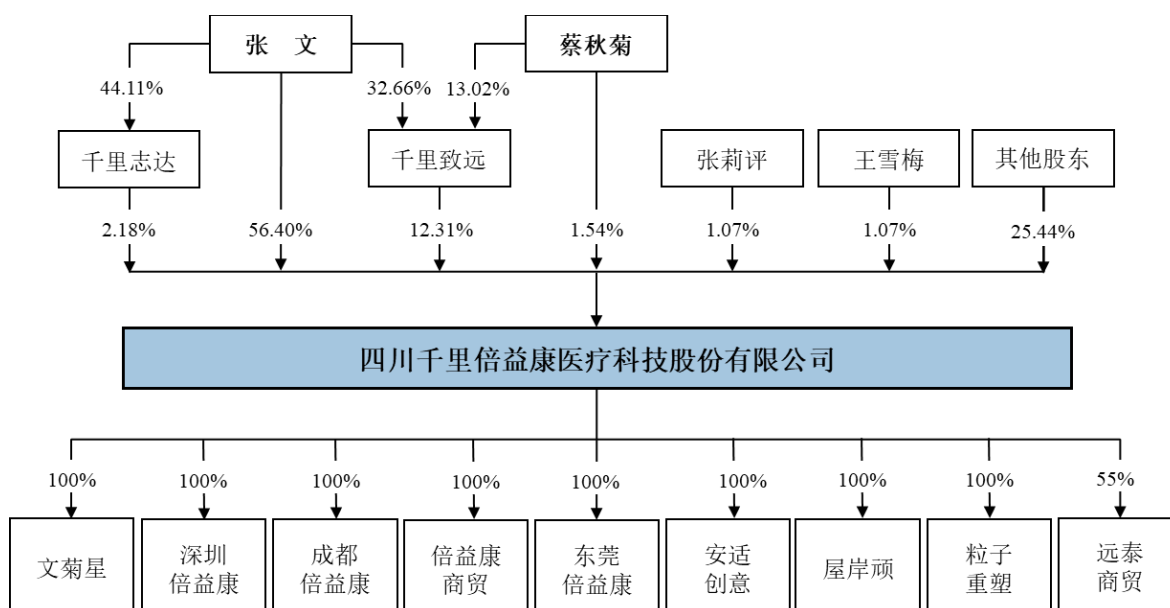 张 文
蔡秋菊
44.11%
32.66%
13.02%
千里志达
千里致远
张莉评
王雪梅
其他股东
2.18%
56.40%
12.31%
1.54%
1.07%
1.07%
25.44%
四川千里倍益康医疗科技股份有限公司
100%
100%
100%
100%
100%
100%
100%
100%
55%
文菊星
深圳
倍益康
成都
倍益康
倍益康
商贸
东莞
倍益康
安适
创意
屋岸顽
粒子
重塑
远泰
商贸